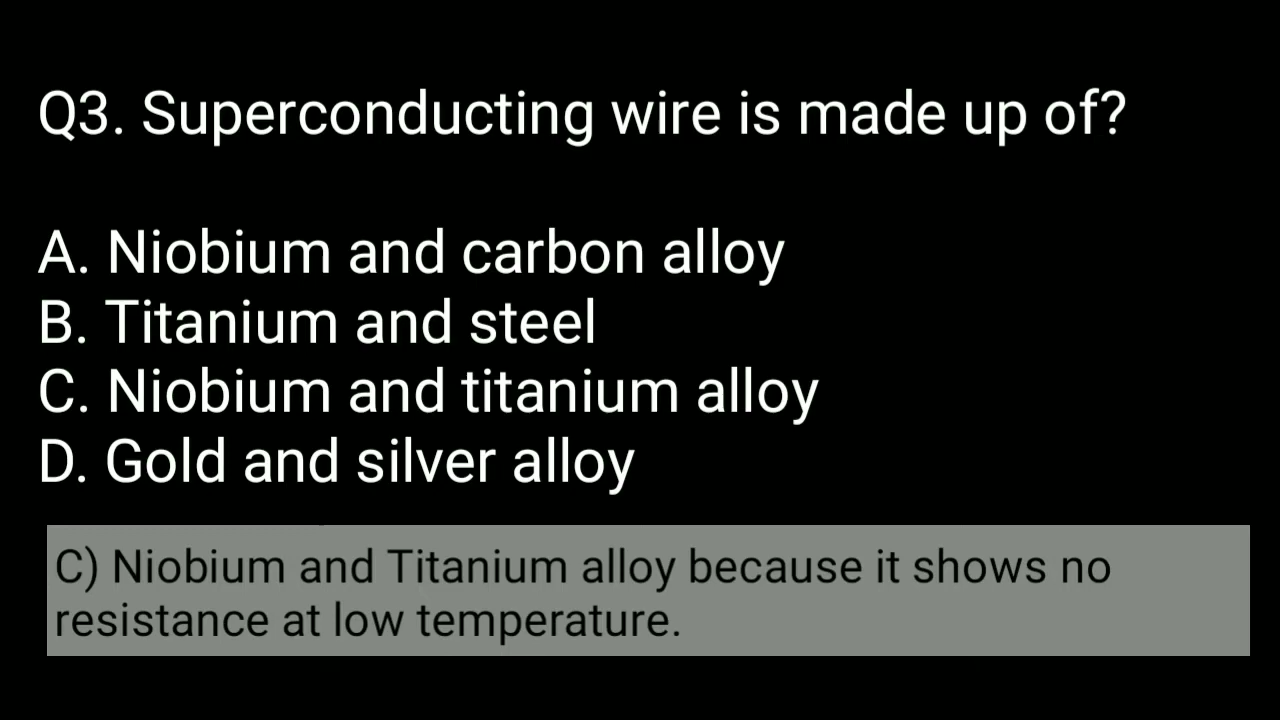 Q3. Superconducting wire is made up of?
A. Niobium and carbon alloy
B. Titanium and steel
C. Niobium and titanium alloy
D. Gold and silver alloy
C) Niobium and Titanium alloy because it shows no
resistance at low temperature.